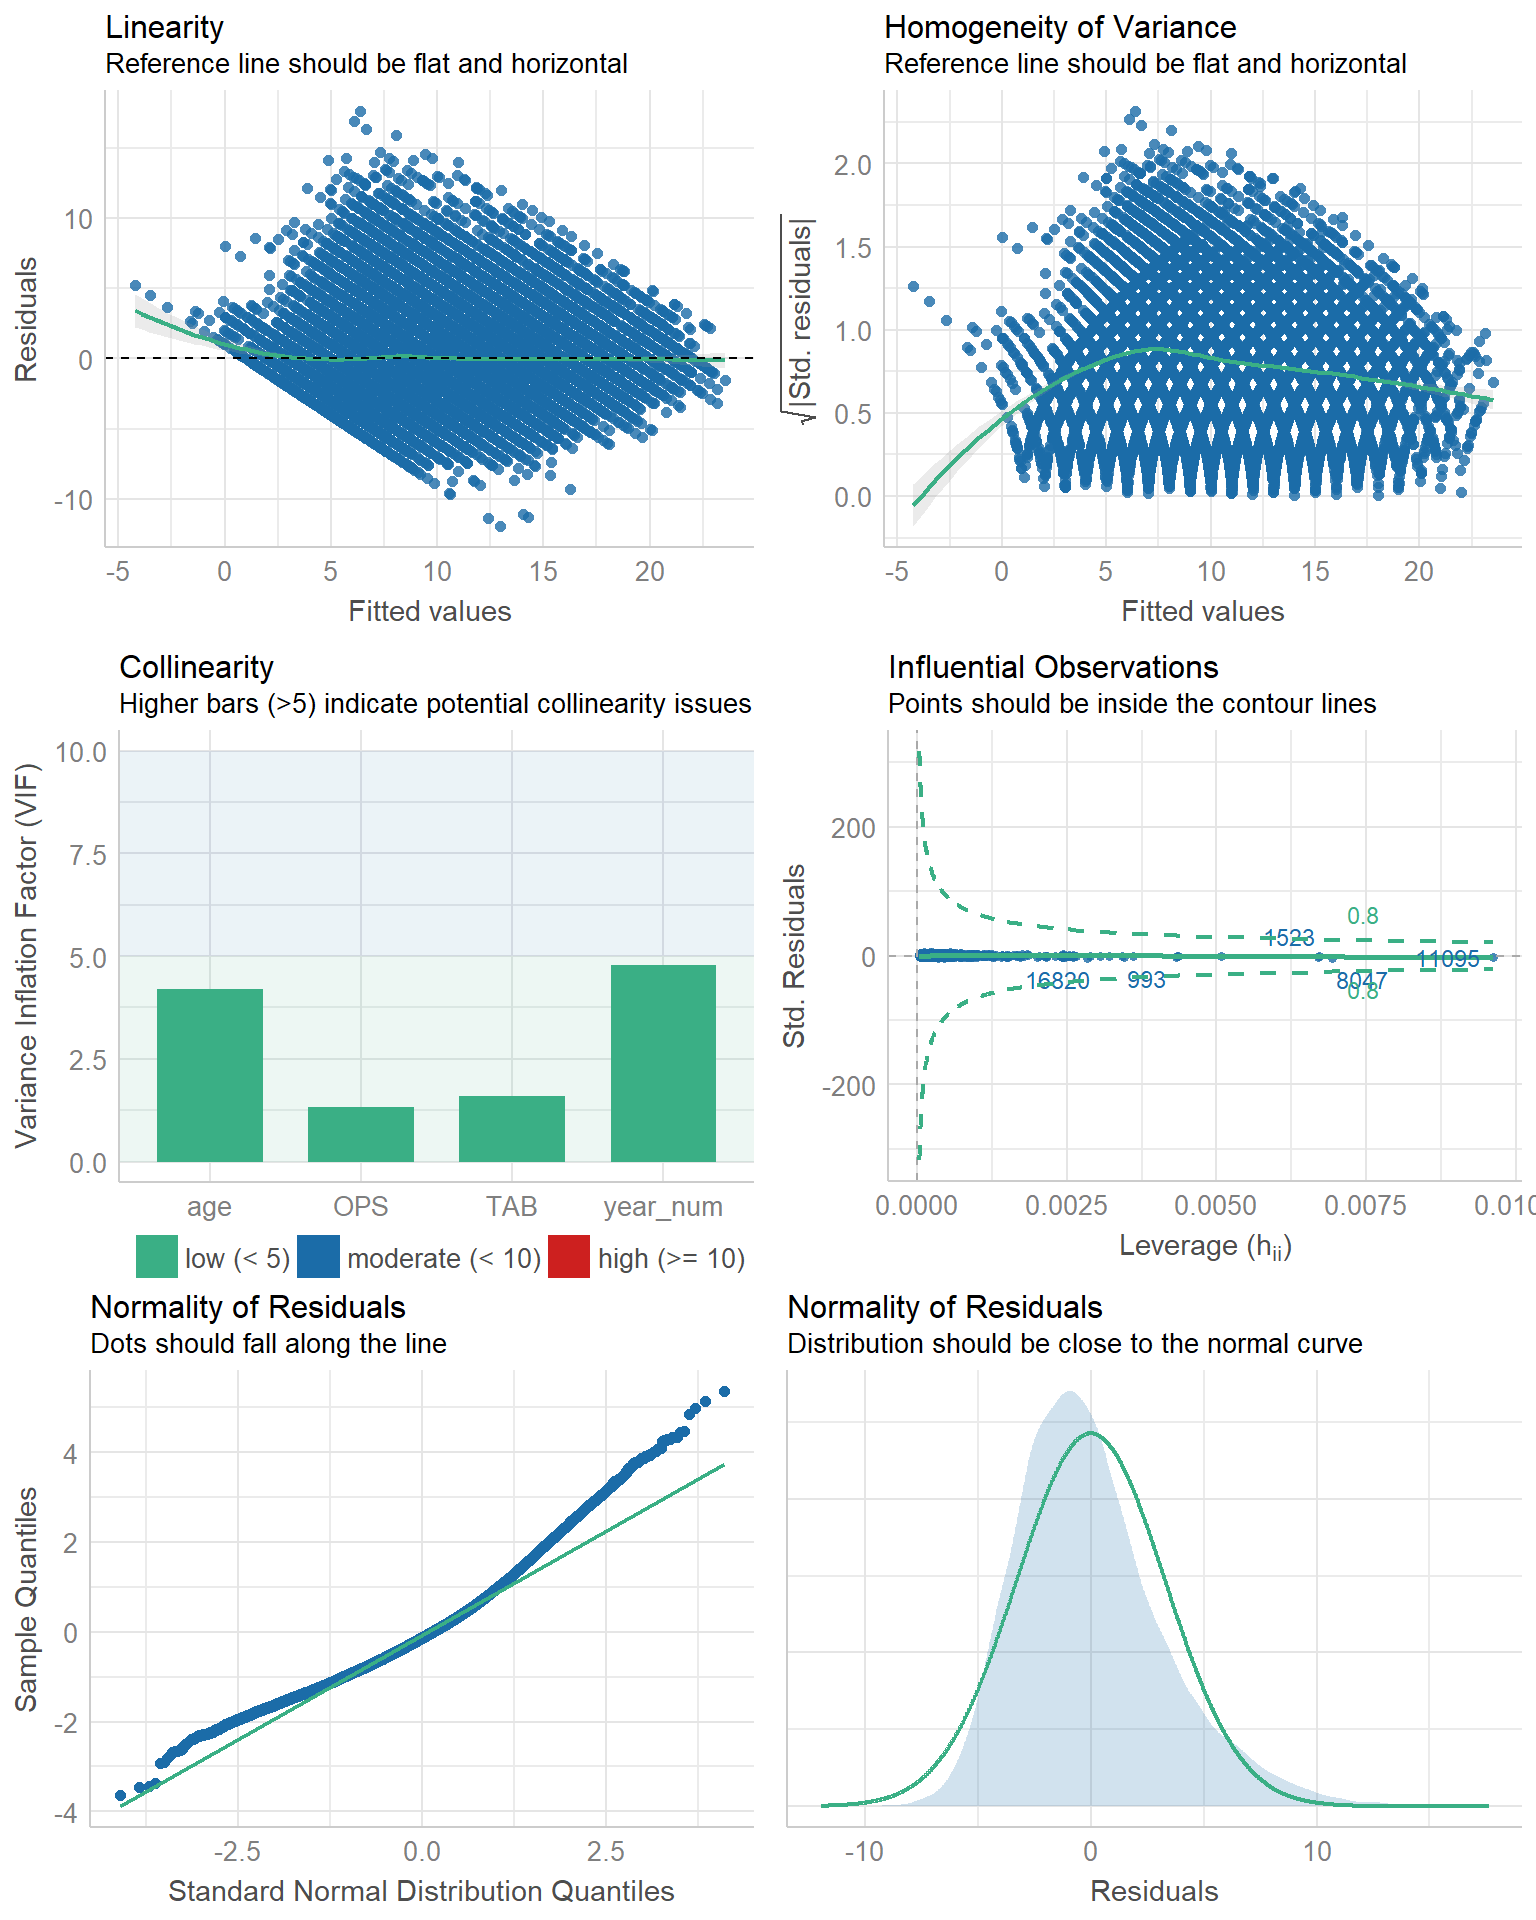 Linearity
Reference line should be flat and horizontal
Residuals
10
0
-10
-5
0
5
10
15
20
Fitted values
Homogeneity of Variance
Reference line should be flat and horizontal
√|Std. residuals|
2.0
1.5
1.0
0.5
0.0
-5
0
5
10
15
20
Fitted values
Collinearity
Higher bars (>5) indicate potential collinearity issues
Variance Inflation Factor (VIF)
10.0
7.5
5.0
2.5
0.0
age
OPS
TAB
year_num
low (< 5)
moderate (< 10)
high (>= 10)
Influential Observations
Points should be inside the contour lines
Std. Residuals
200
0
-200
0.8
1523
11095
16820
993
8047
0.8
0.0000
0.0025
0.0050
0.0075
0.010
Leverage (hii)
Normality of Residuals
Dots should fall along the line
Sample Quantiles
4
2
0
-2
-4
-2.5
0.0
2.5
Standard Normal Distribution Quantiles
Normality of Residuals
Distribution should be close to the normal curve
-10
0
10
Residuals